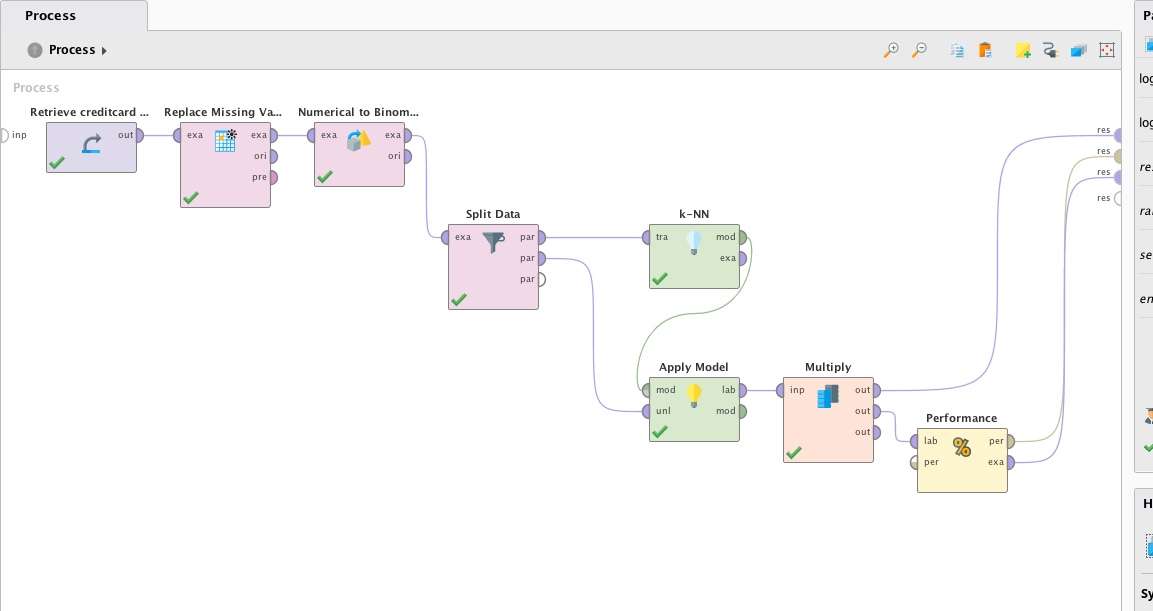 Process
Process
Process
Retrieve creditcard ...
Replace Missing Va...
Numerical to Binom...
inp
out
exa
exa
ori
pre
exa
exa
ori
res
res
res
res
Split Data
exa
par
par
par
k-NN
tra
mod
exa
Apply Model
mod
lab
unl
mod
Multiply
inp
out
out
out
Performance
lab
per
per
exa
Pa
log
log
re
ra
se
en
H
Sy